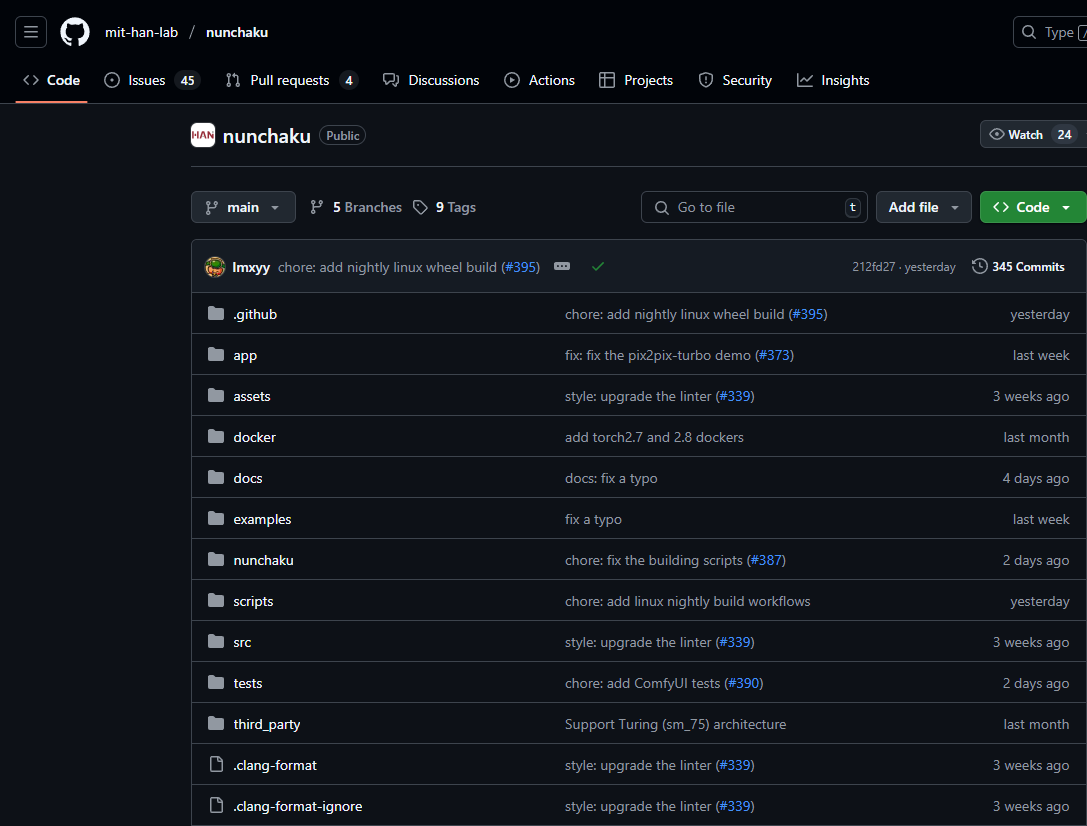 mit-han-lab / nunchaku
Type /
Code Issues 45 Pull requests 4 Discussions Actions Projects Security Insights
HAN nunchaku Public Watch 24
main 5 Branches 9 Tags Go to file t Add file Code
lmxyy chore: add nightly linux wheel build (#395) 212fd27 · yesterday 345 Commits
.github chore: add nightly linux wheel build (#395) yesterday
app fix: fix the pix2pix-turbo demo (#373) last week
assets style: upgrade the linter (#339) 3 weeks ago
docker add torch2.7 and 2.8 dockers last month
docs docs: fix a typo 4 days ago
examples fix a typo last week
nunchaku chore: fix the building scripts (#387) 2 days ago
scripts chore: add linux nightly build workflows yesterday
src style: upgrade the linter (#339) 3 weeks ago
tests chore: add ComfyUI tests (#390) 2 days ago
third_party Support Turing (sm_75) architecture last month
.clang-format style: upgrade the linter (#339) 3 weeks ago
.clang-format-ignore style: upgrade the linter (#339) 3 weeks ago